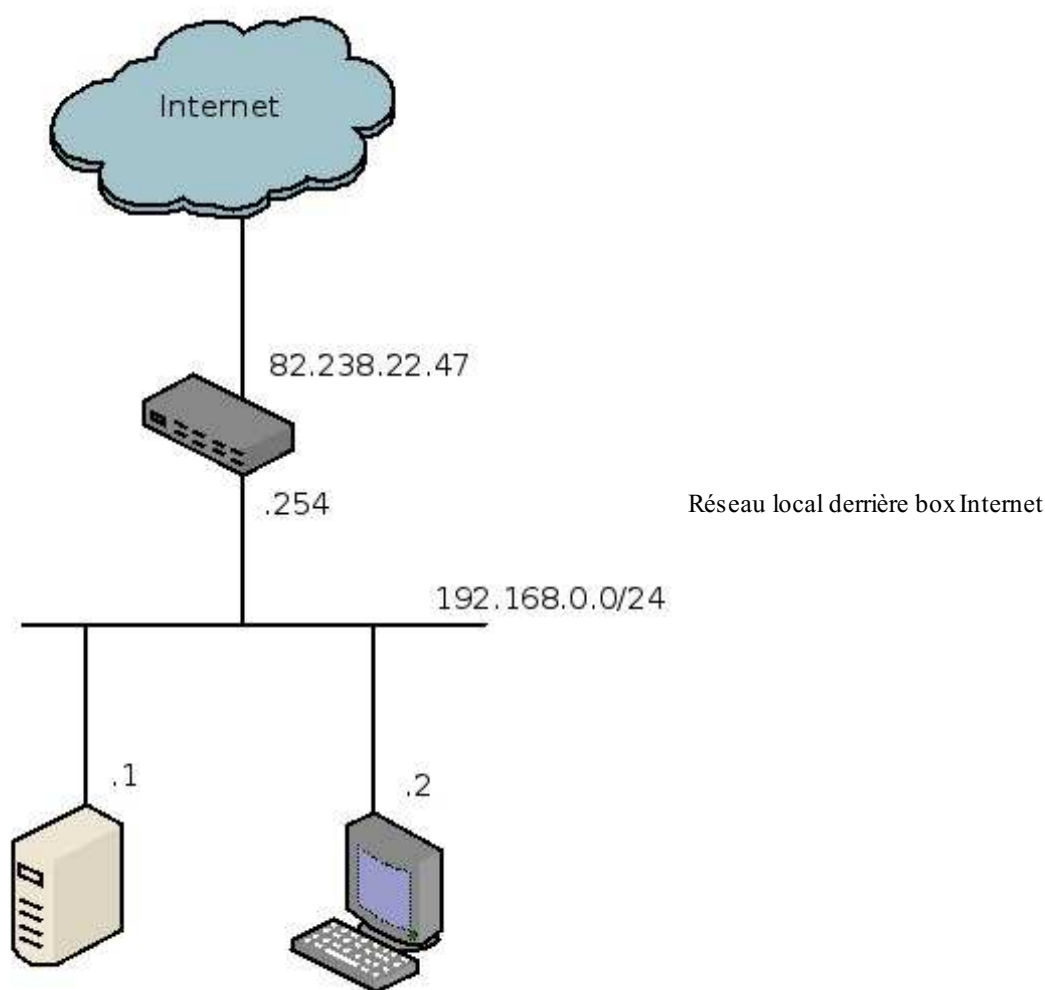 Internet
82.238.22.47
.254
Réseau local derrière box Internet
192.168.0.0/24
.1
.2